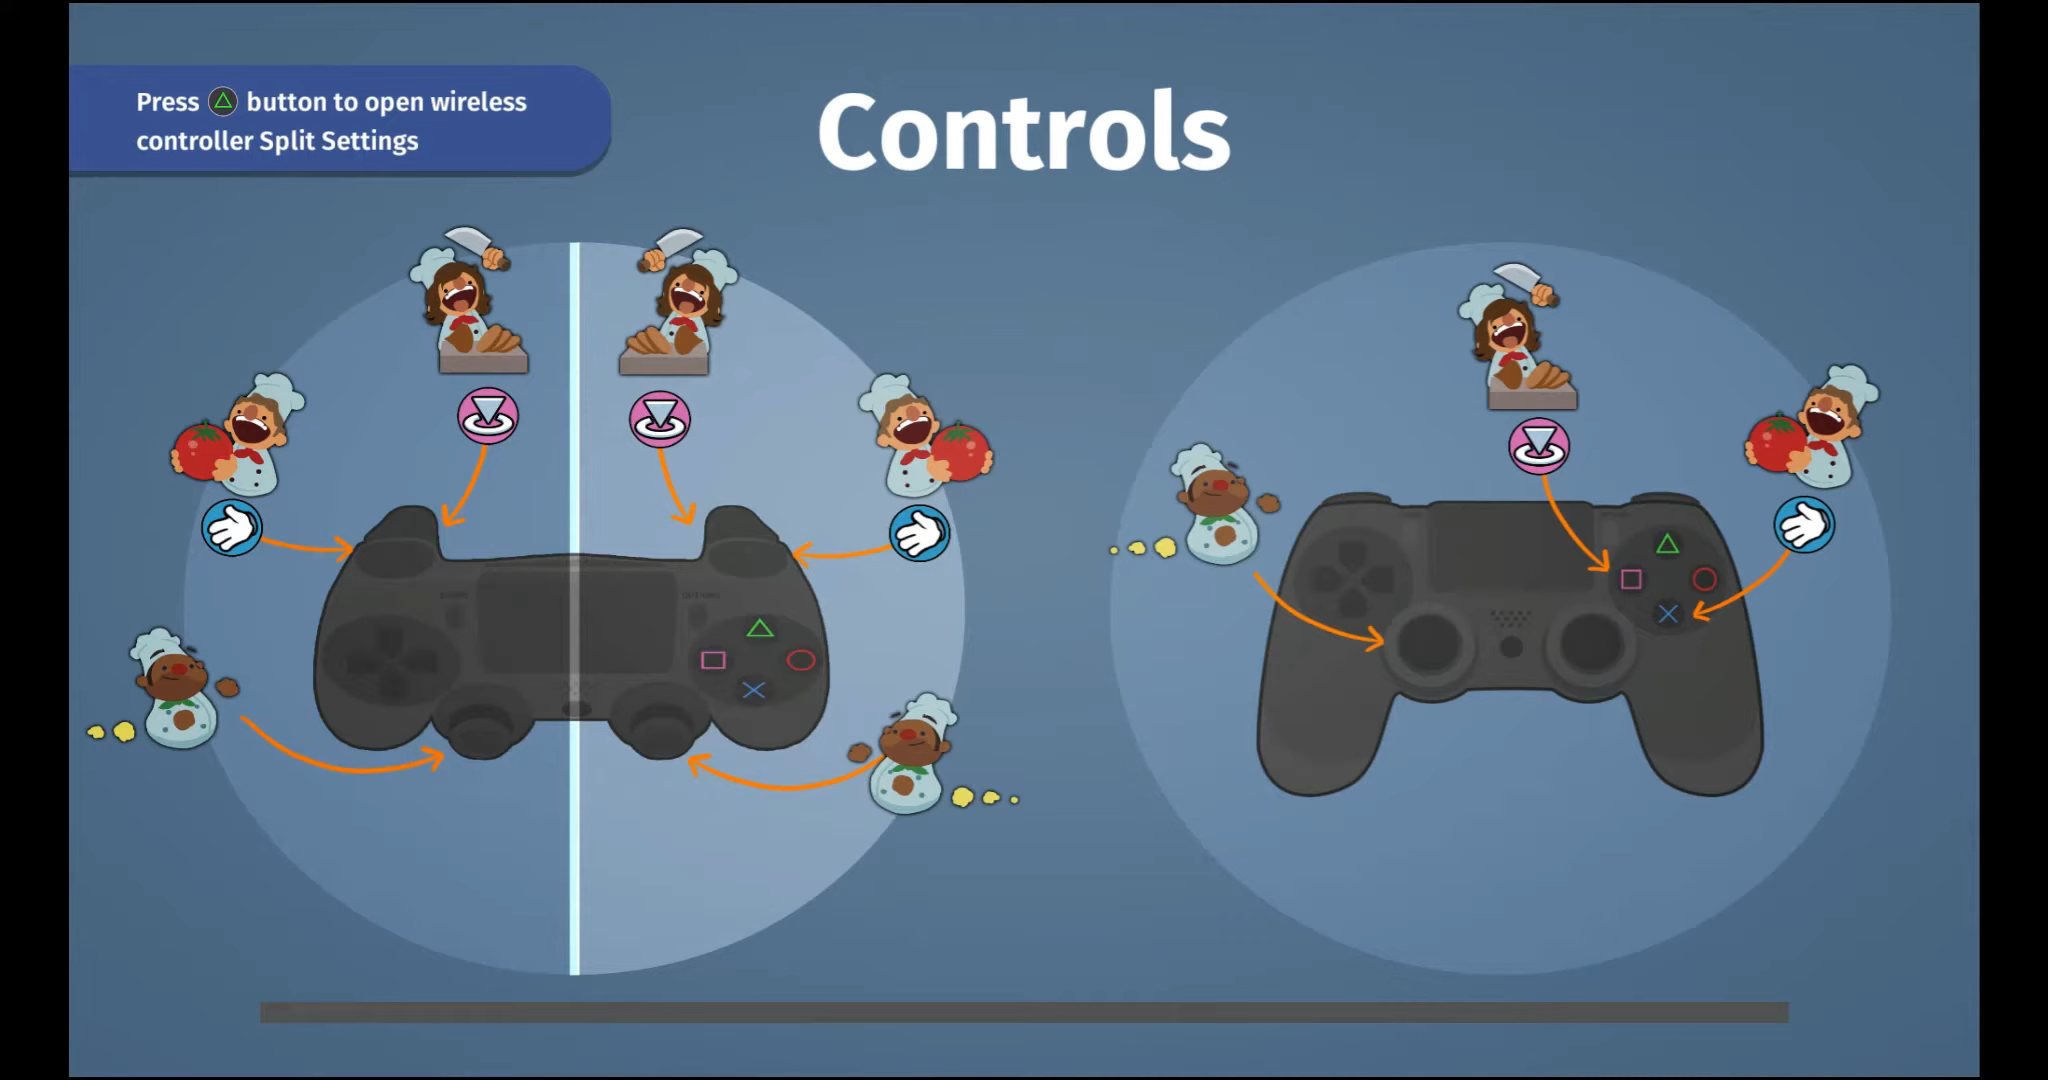 Press button to open wireless
controller Split Settings
Controls